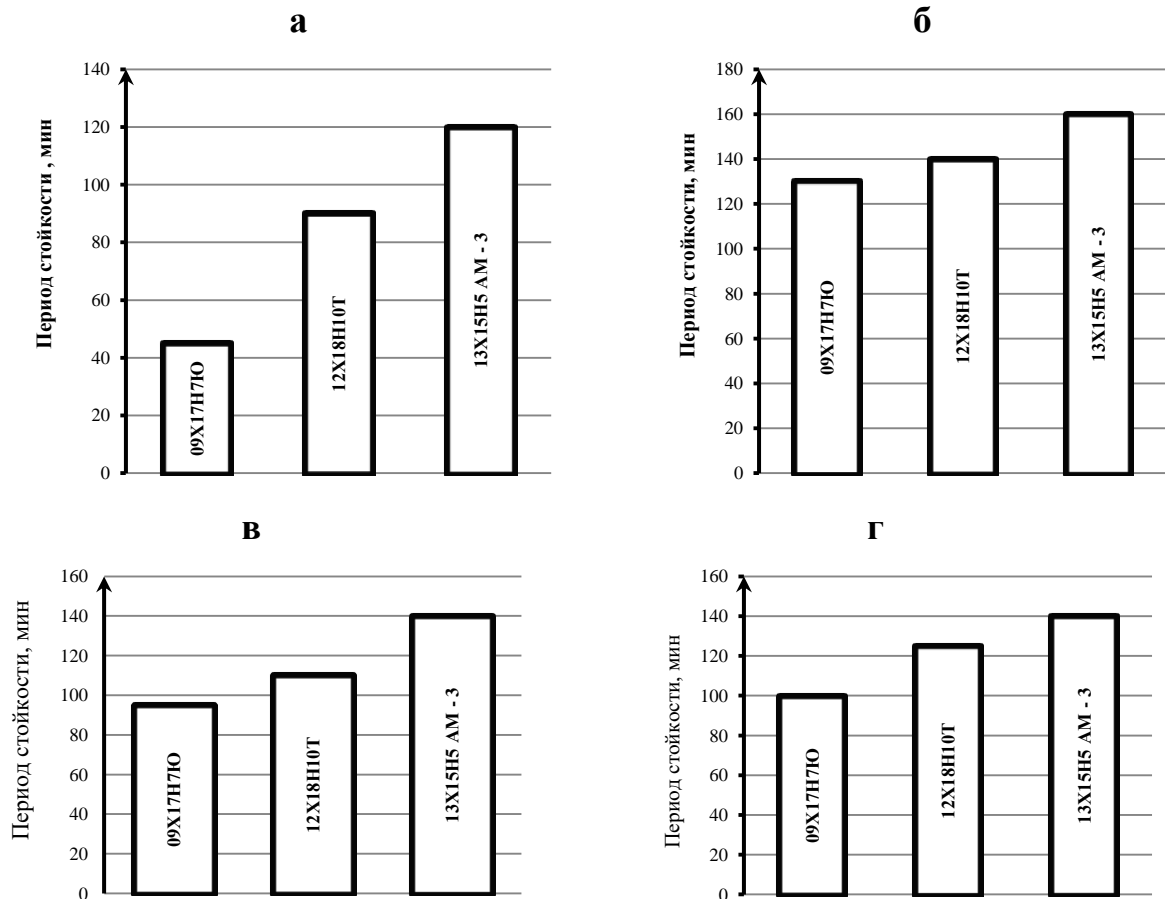 а
Период стойкости , мин
140
120
100
80
60
40
20
0
09Х17Н7Ю
12Х18Н10Т
13Х15Н5 АМ - 3
б
Период стойкости, мин
180
160
140
120
100
80
60
40
20
0
09Х17Н7Ю
12Х18Н10Т
13Х15Н5 АМ - 3
в
Период стойкости, мин
160
140
120
100
80
60
40
20
0
09Х17Н7Ю
12Х18Н10Т
13Х15Н5 АМ - 3
г
Период стойкости, мин
160
140
120
100
80
60
40
20
0
09Х17Н7Ю
12Х18Н10Т
13Х15Н5 АМ - 3